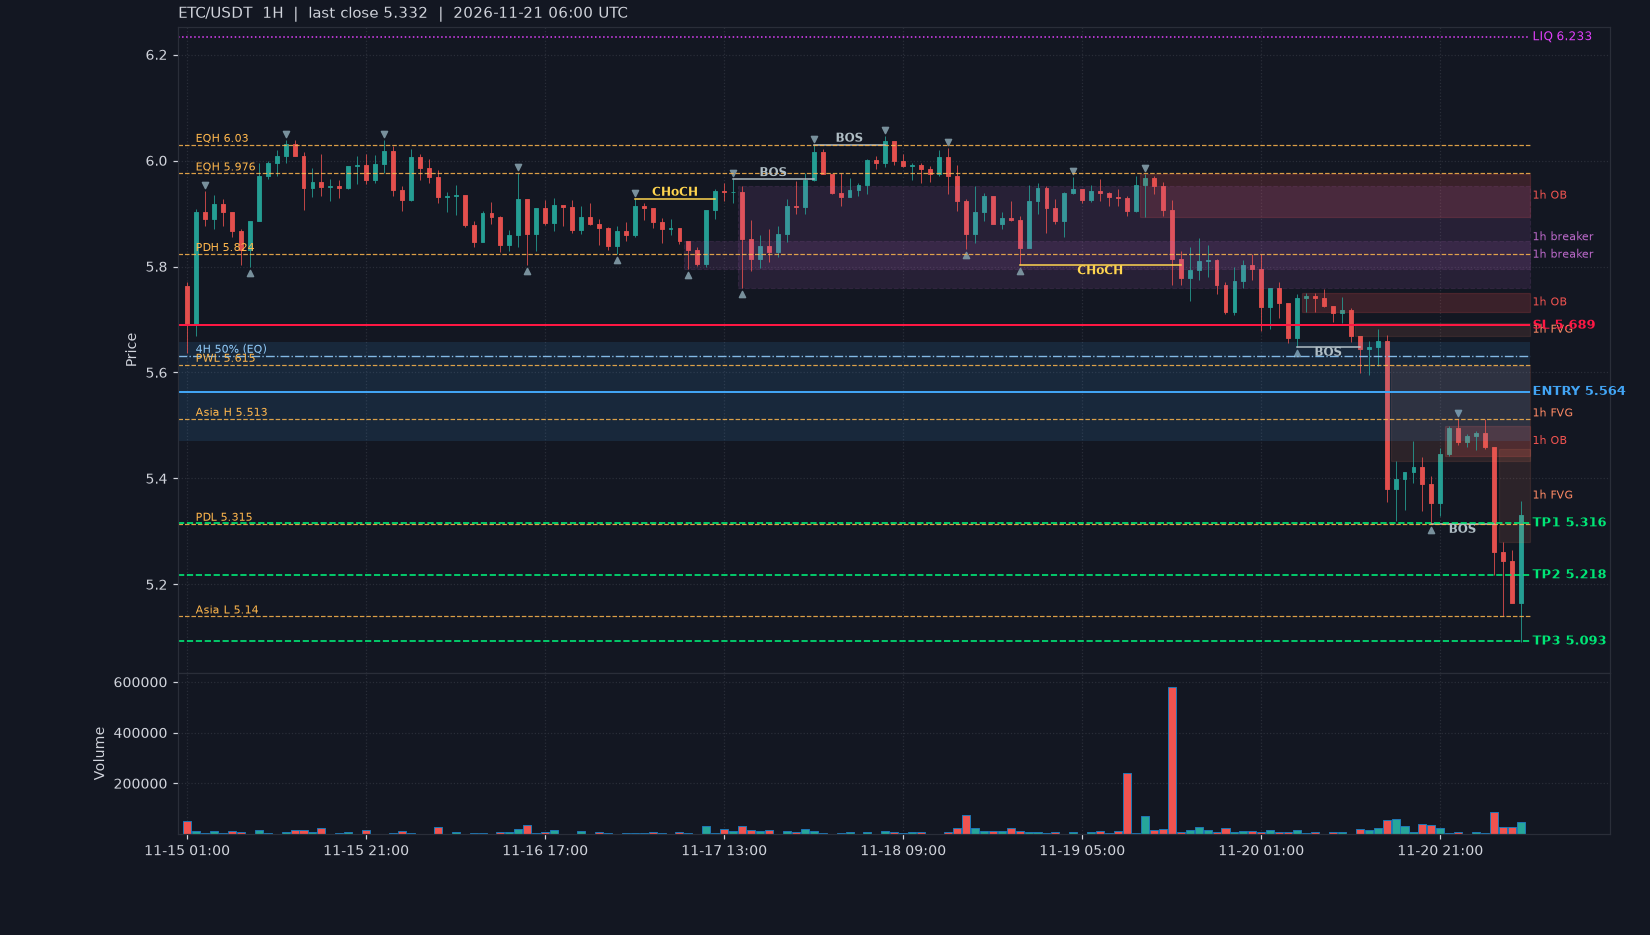 ETC/USDT 1H | last close 5.332 | 2026-11-21 06:00 UTC
LIQ 6.233
6.2
EQH 6.03
BOS
6.0
EQH 5.976
BOS
CHoCH
1h OB
1h breaker
PDH 5.824
1h breaker
5.8
CHoCH
1h OB
SL 5.689
1h FVG
Price
4H 50% (EQ)
BOS
PWL 5.615
5.6
ENTRY 5.564
Asia H 5.513
1h FVG
1h OB
5.4
1h FVG
PDL 5.315
TP1 5.316
BOS
TP2 5.218
5.2
Asia L 5.14
TP3 5.093
600000
400000
Volume
200000
11-15 01:00
11-15 21:00
11-16 17:00
11-17 13:00
11-18 09:00
11-19 05:00
11-20 01:00
11-20 21:00